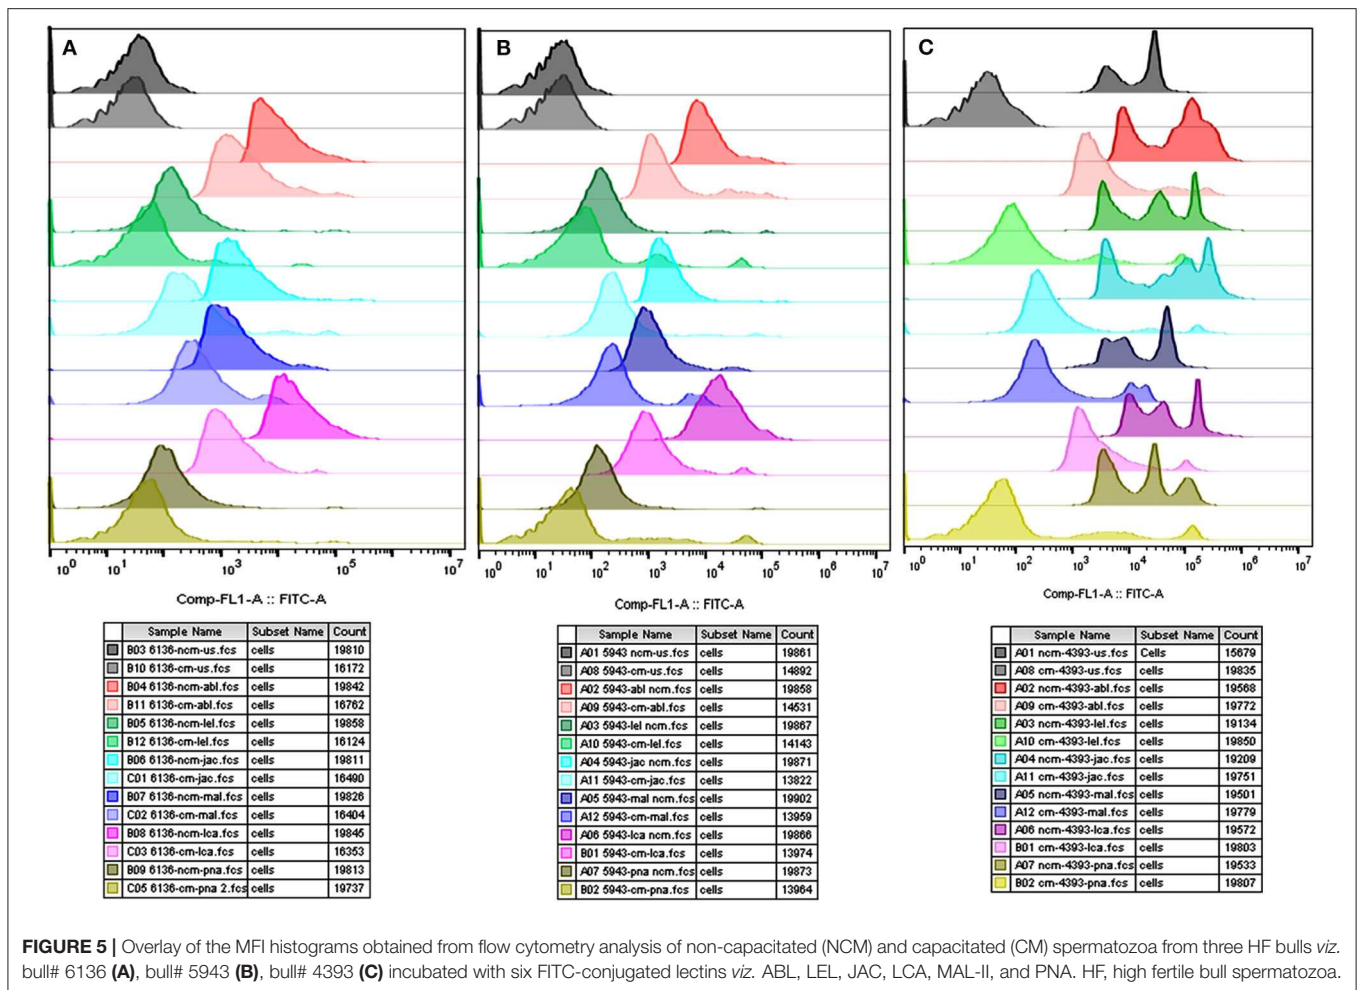 A
B
C
10^0 10^1 10^3 10^5 10^7
10^0 10^1 10^2 10^3 10^4 10^5 10^6 10^7
10^0 10^1 10^2 10^3 10^4 10^5 10^6 10^7
Comp-FL1-A :: FITC-A
Comp-FL1-A :: FITC-A
Comp-FL1-A :: FITC-A
Sample Name Subset Name Count
B03 6136-ncm-us.fcs cells 19810
B10 6136-cm-us.fcs cells 16172
B04 6136-ncm-abl.fcs cells 19842
B11 6136-cm-abl.fcs cells 16762
B05 6136-ncm-lel.fcs cells 19858
B12 6136-cm-lel.fcs cells 16124
B06 6136-ncm-jac.fcs cells 19811
C01 6136-cm-jac.fcs cells 16490
B07 6136-ncm-mal.fcs cells 19826
C02 6136-cm-mal.fcs cells 16404
B08 6136-ncm-lca.fcs cells 19845
C03 6136-cm-lca.fcs cells 16353
B09 6136-ncm-pna.fcs cells 19813
C05 6136-cm-pna 2.fcs cells 19737
Sample Name Subset Name Count
A01 5943 ncm-us.fcs cells 19861
A08 5943-cm-us.fcs cells 14892
A02 5943-abl ncm.fcs cells 19858
A09 5943-cm-abl.fcs cells 14531
A03 5943-lel ncm.fcs cells 19867
A10 5943-cm-lel.fcs cells 14143
A04 5943-jac ncm.fcs cells 19871
A11 5943-cm-jac.fcs cells 13822
A05 5943-mal ncm.fcs cells 19902
A12 5943-cm-mal.fcs cells 13959
A06 5943-lca ncm.fcs cells 19866
B01 5943-cm-lca.fcs cells 13974
A07 5943-pna ncm.fcs cells 19873
B02 5943-cm-pna.fcs cells 13964
Sample Name Subset Name Count
A01 ncm-4393-us.fcs Cells 15679
A08 cm-4393-us.fcs cells 19835
A02 ncm-4393-abl.fcs cells 19568
A09 cm-4393-abl.fcs cells 19772
A03 ncm-4393-lel.fcs cells 19134
A10 cm-4393-lel.fcs cells 19850
A04 ncm-4393-jac.fcs cells 19209
A11 cm-4393-jac.fcs cells 19751
A05 ncm-4393-mal.fcs cells 19501
A12 cm-4393-mal.fcs cells 19779
A06 ncm-4393-lca.fcs cells 19572
B01 cm-4393-lca.fcs cells 19803
A07 ncm-4393-pna.fcs cells 19533
B02 cm-4393-pna.fcs cells 19807
FIGURE 5 | Overlay of the MFI histograms obtained from flow cytometry analysis of non-capacitated (NCM) and capacitated (CM) spermatozoa from three HF bulls viz.
bull# 6136 (A), bull# 5943 (B), bull# 4393 (C) incubated with six FITC-conjugated lectins viz. ABL, LEL, JAC, LCA, MAL-II, and PNA. HF, high fertile bull spermatozoa.